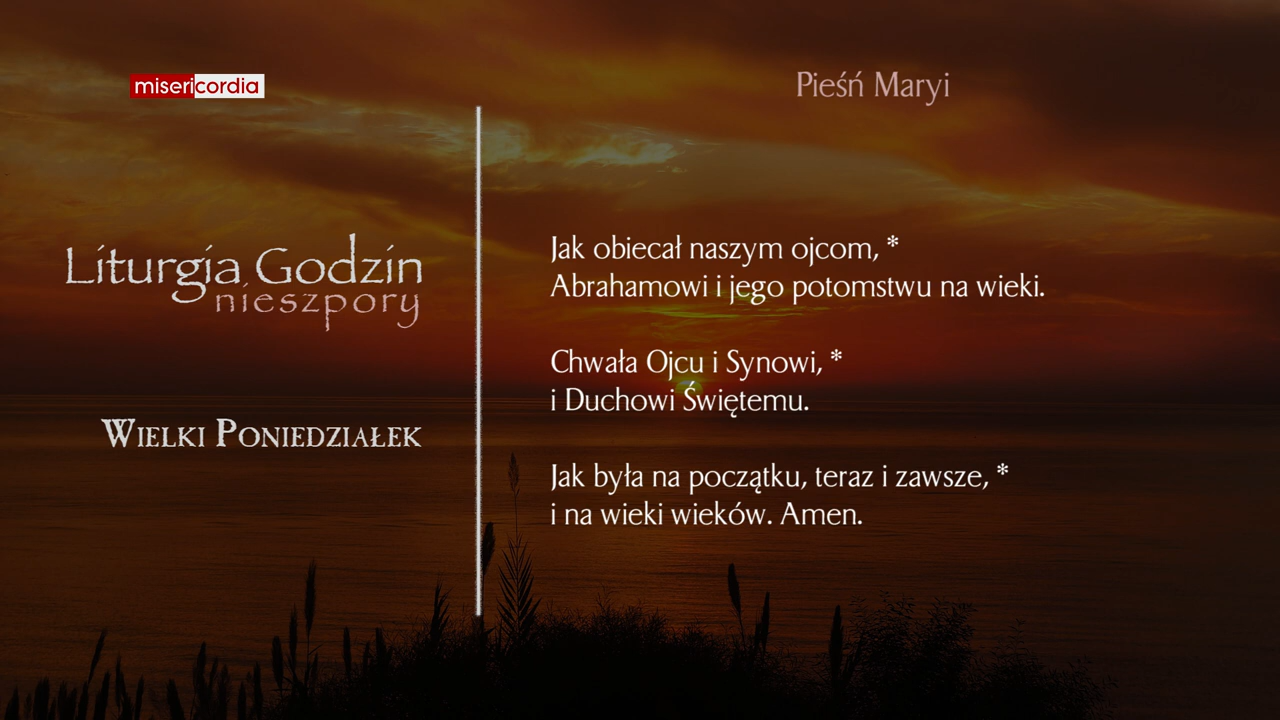 misericordia
Pieśń Maryi
Liturgia Godzin
nieszpory
Wielki Poniedziałek
Jak obiecał naszym ojcom, *
Abrahamowi i jego potomstwu na wieki.
Chwała Ojcu i Synowi, *
i Duchowi Świętemu.
Jak była na początku, teraz i zawsze, *
i na wieki wieków. Amen.